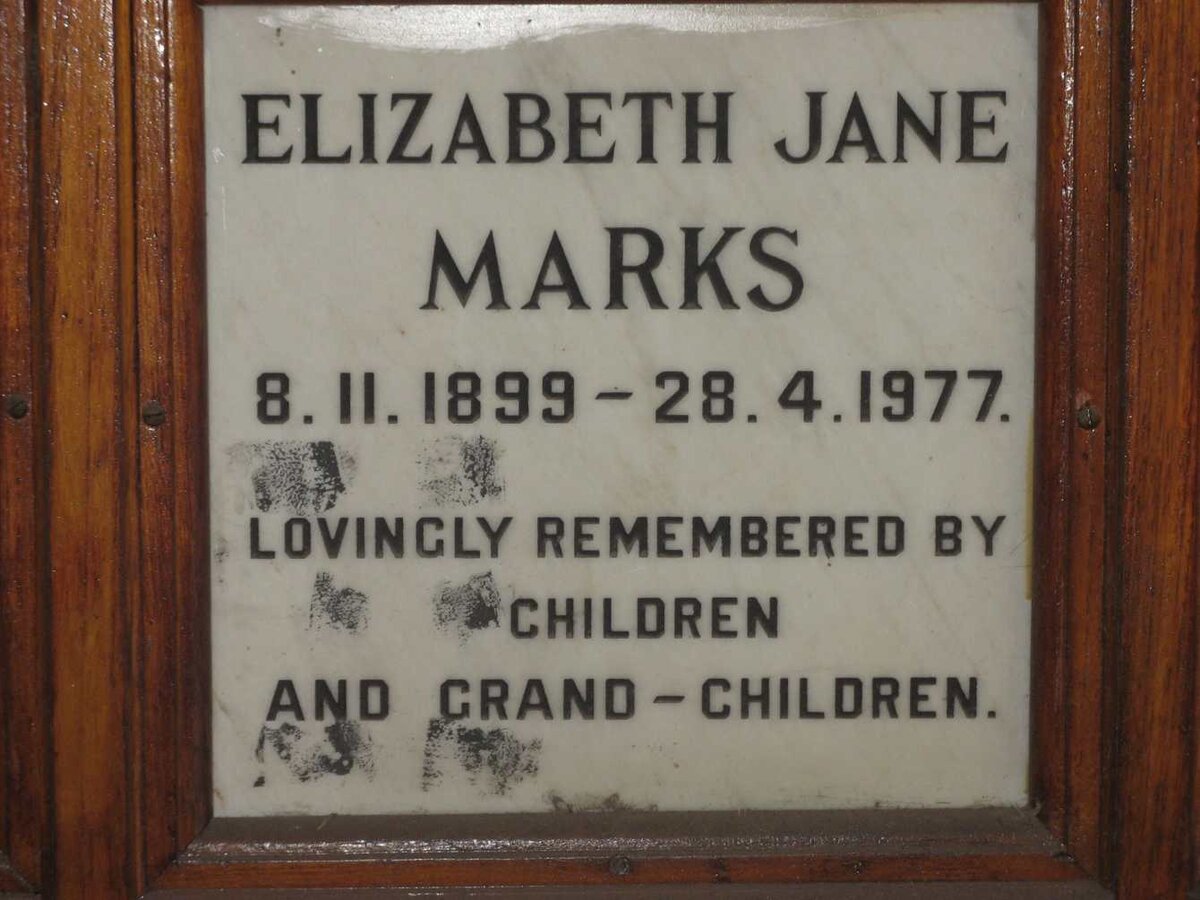 ELIZABETH JANE
MARKS
8. 11. 1899 - 28. 4. 1977.
LOVINGLY REMEMBERED BY
CHILDREN
AND GRAND - CHILDREN.